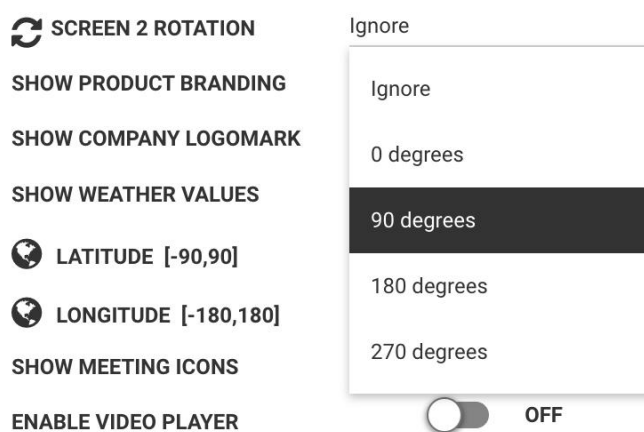 SCREEN 2 ROTATION
Ignore
SHOW PRODUCT BRANDING
Ignore
SHOW COMPANY LOGOMARK
0 degrees
SHOW WEATHER VALUES
90 degrees
LATITUDE [-90,90]
180 degrees
LONGITUDE [-180,180]
270 degrees
SHOW MEETING ICONS
ENABLE VIDEO PLAYER
OFF